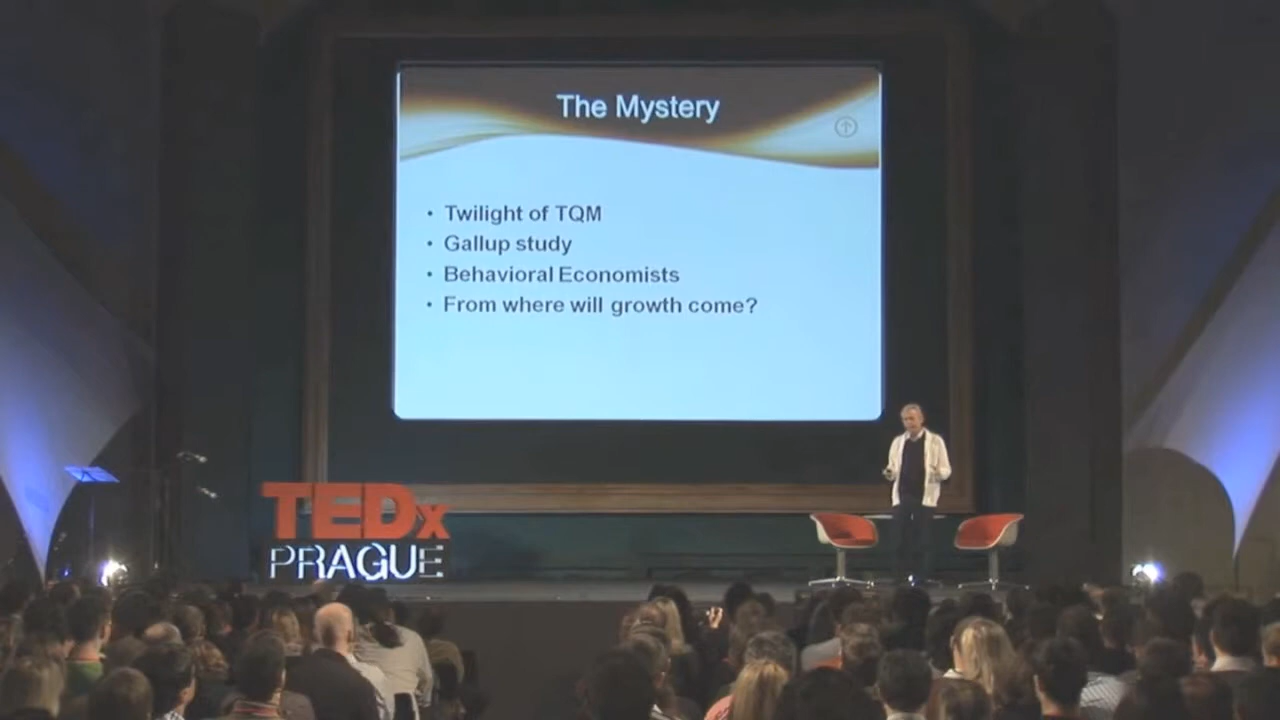 The Mystery
• Twilight of TQM
• Gallup study
• Behavioral Economists
• From where will growth come?
TEDx
PRAGUE